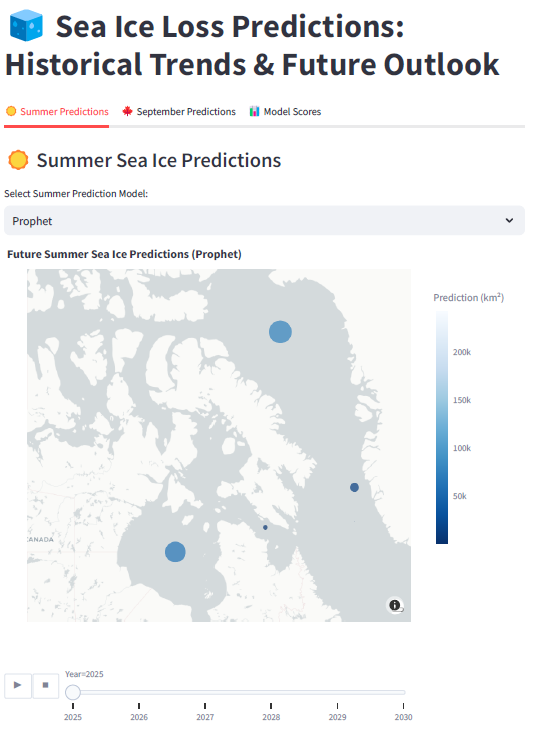 Sea Ice Loss Predictions:
Historical Trends & Future Outlook
Summer Predictions
September Predictions
Model Scores
Summer Sea Ice Predictions
Select Summer Prediction Model:
Prophet
Future Summer Sea Ice Predictions (Prophet)
Prediction (km²)
200k
150k
100k
50k
CANADA
Year=2025
2025 2026 2027 2028 2029 2030